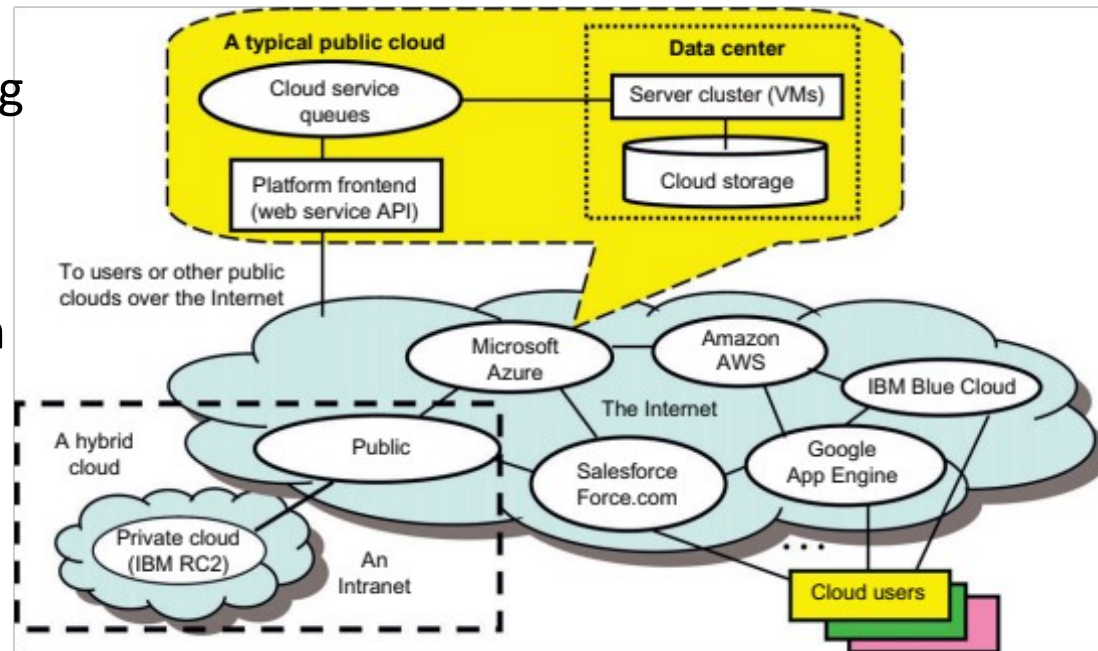 g
n
A typical public cloud
Cloud service
queues
Platform frontend
(web service API)
Data center
Server cluster (VMs)
Cloud storage
To users or other public
clouds over the Internet
Microsoft
Azure
Amazon
AWS
IBM Blue Cloud
The Internet
A hybrid
cloud
Public
Salesforce
Force.com
Google
App Engine
Private cloud
(IBM RC2)
An
Intranet
...
Cloud users